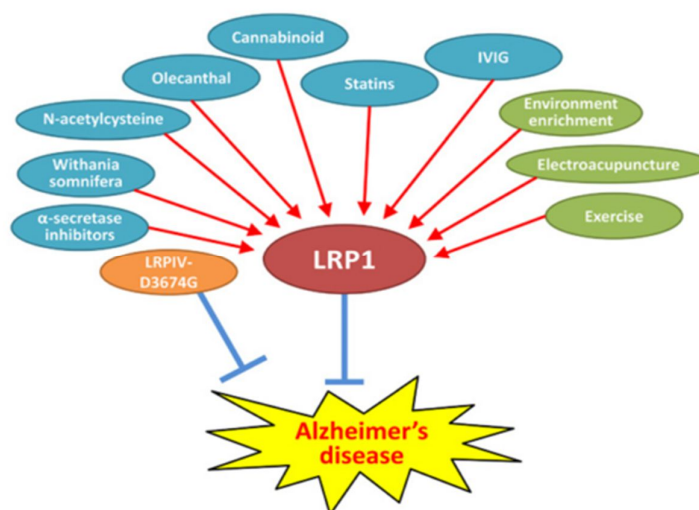 Cannabinoid
Olecanthal
IVIG
Statins
N-acetylcysteine
Environment
enrichment
Withania
somnifera
Electroacupuncture
α-secretase
inhibitors
Exercise
LRPIV-
D3674G
LRP1
Alzheimer's
disease